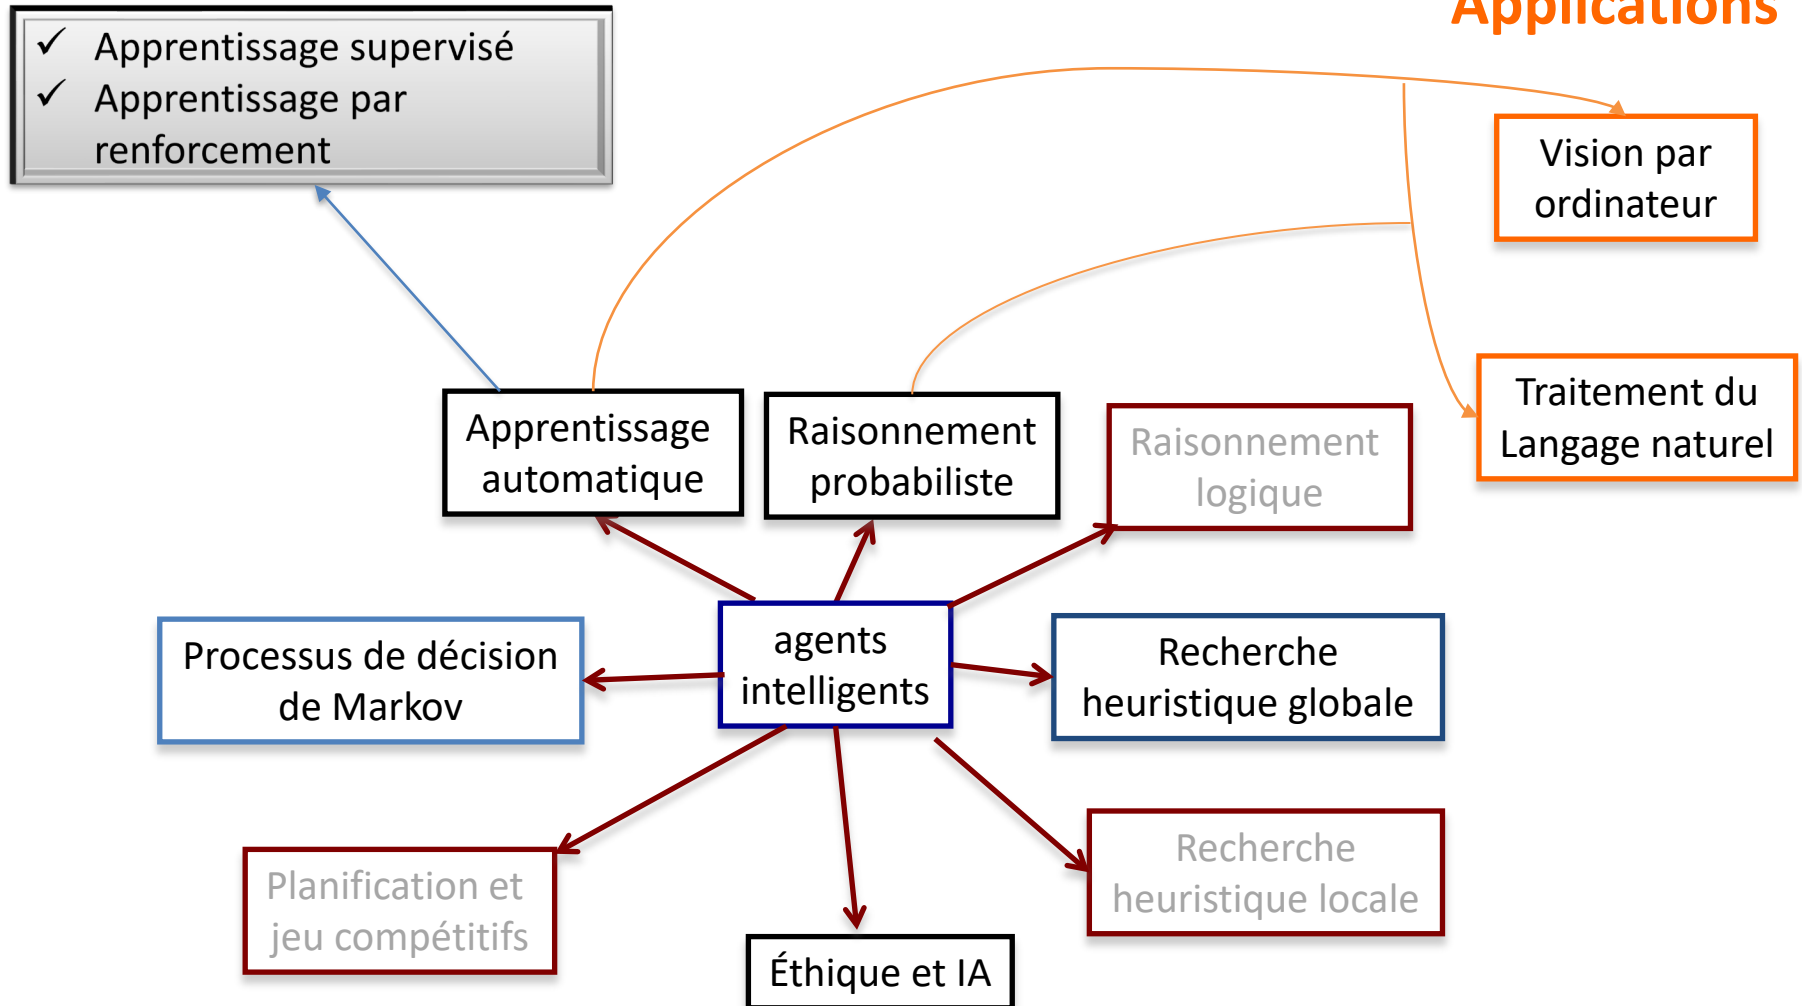 Applications
✓ Apprentissage supervisé
✓ Apprentissage par
renforcement
Vision par
ordinateur
Traitement du
Langage naturel
Apprentissage
automatique
Raisonnement
probabiliste
Raisonnement
logique
Processus de décision
de Markov
agents
intelligents
Recherche
heuristique globale
Planification et
jeu compétitifs
Éthique et IA
Recherche
heuristique locale